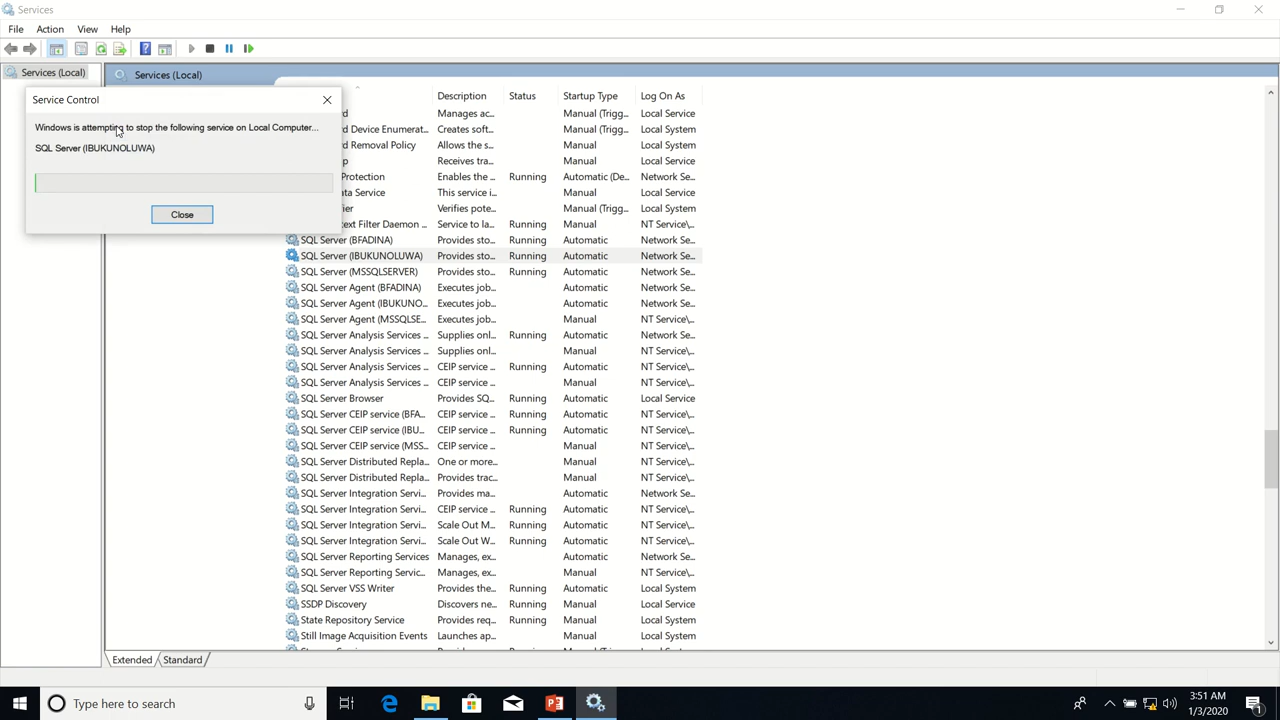 Services
File Action View Help
Services (Local)
Services (Local)
Service Control
Windows is attempting to stop the following service on Local Computer...
SQL Server (IBUKUNOLUWA)
Close
Description Status Startup Type Log On As
Manages ac... Manual (Trigg... Local Service
Device Enumerat... Creates soft... Manual (Trigg... Local System
Removal Policy Allows the s... Manual Local System
Receives tra... Manual Local Service
Protection Enables the ... Running Automatic (De... Network Se...
Service This service i... Manual Local System
Verifies pote... Manual (Trigg... Local System
Filter Daemon ... Service to la... Running Manual NT Service\...
SQL Server (BFADINA) Provides sto... Running Automatic Network Se...
SQL Server (IBUKUNOLUWA) Provides sto... Running Automatic Network Se...
SQL Server (MSSQLSERVER) Provides sto... Running Automatic Network Se...
SQL Server Agent (BFADINA) Executes job... Automatic Network Se...
SQL Server Agent (IBUKUNO... Executes job... Automatic Network Se...
SQL Server Agent (MSSQLSE... Executes job... Manual NT Service\...
SQL Server Analysis Services ... Supplies onl... Running Automatic Network Se...
SQL Server Analysis Services ... Supplies onl... Manual NT Service\...
SQL Server Analysis Services ... CEIP service ... Running Automatic NT Service\...
SQL Server Analysis Services ... CEIP service ... Manual NT Service\...
SQL Server Browser Provides SQ... Running Automatic Local Service
SQL Server CEIP service (BFA... CEIP service ... Running Automatic NT Service\...
SQL Server CEIP service (IBU... CEIP service ... Running Automatic NT Service\...
SQL Server CEIP service (MSS... CEIP service ... Manual NT Service\...
SQL Server Distributed Repla... One or more... Manual NT Service\...
SQL Server Distributed Repla... Provides trac... Manual NT Service\...
SQL Server Integration Servi... Provides ma... Automatic Network Se...
SQL Server Integration Servi... CEIP service ... Running Automatic NT Service\...
SQL Server Integration Servi... Scale Out M... Running Automatic NT Service\...
SQL Server Integration Servi... Scale Out W... Running Automatic NT Service\...
SQL Server Reporting Services Manages, ex... Automatic Network Se...
SQL Server Reporting Servic... Manages, ex... Manual NT Service\...
SQL Server VSS Writer Provides the... Running Automatic Local System
SSDP Discovery Discovers ne... Running Manual Local Service
State Repository Service Provides req... Running Manual Local System
Still Image Acquisition Events Launches ap... Manual Local System
Extended Standard
Type here to search
3:51 AM
1/3/2020